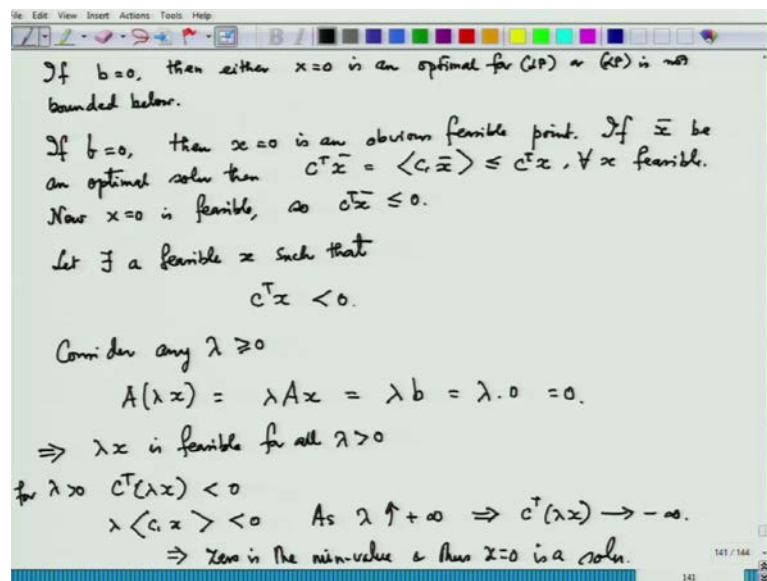 File Edit View Insert Actions Tools Help
If b=0, then either x=0 is an optimal for (LP) or (LP) is not
bounded below.
If b=0, then x=0 is an obvious feasible point. If x̄ be
an optimal soln then cᵀx̄ = <c, x̄> ≤ cᵀx, ∀ x feasible.
Now x=0 is feasible, so cᵀx̄ ≤ 0.
Let ∃ a feasible x such that
cᵀx < 0.
Consider any λ ≥ 0
A(λx) = λAx = λb = λ.0 = 0.
⇒ λx is feasible for all λ>0
for λ>0 cᵀ(λx) < 0
λ<c, x> < 0 As λ ↑ +∞ ⇒ cᵀ(λx) → -∞.
⇒ Zero is the min-value & thus x=0 is a soln.
141 / 144
141